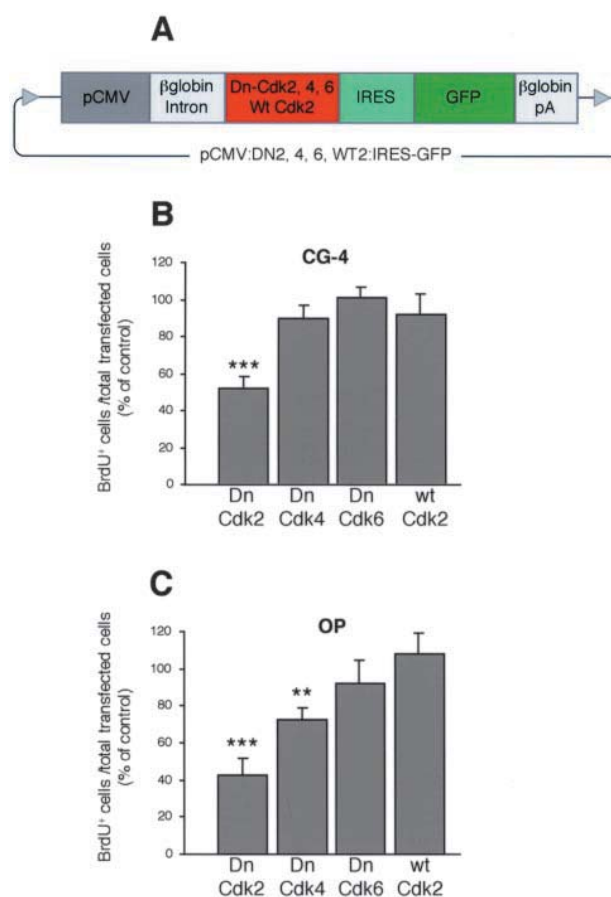 A
pCMV
βglobin
Intron
Dn-Cdk2, 4, 6
Wt Cdk2
IRES
GFP
βglobin
pA
pCMV:DN2, 4, 6, WT2:IRES-GFP
B
CG-4
BrdU⁺ cells /total transfected cells
(% of control)
120
100
80
60
40
20
0
***
Dn
Cdk2
Dn
Cdk4
Dn
Cdk6
wt
Cdk2
C
OP
BrdU⁺ cells /total transfected cells
(% of control)
120
100
80
60
40
20
0
***
**
Dn
Cdk2
Dn
Cdk4
Dn
Cdk6
wt
Cdk2